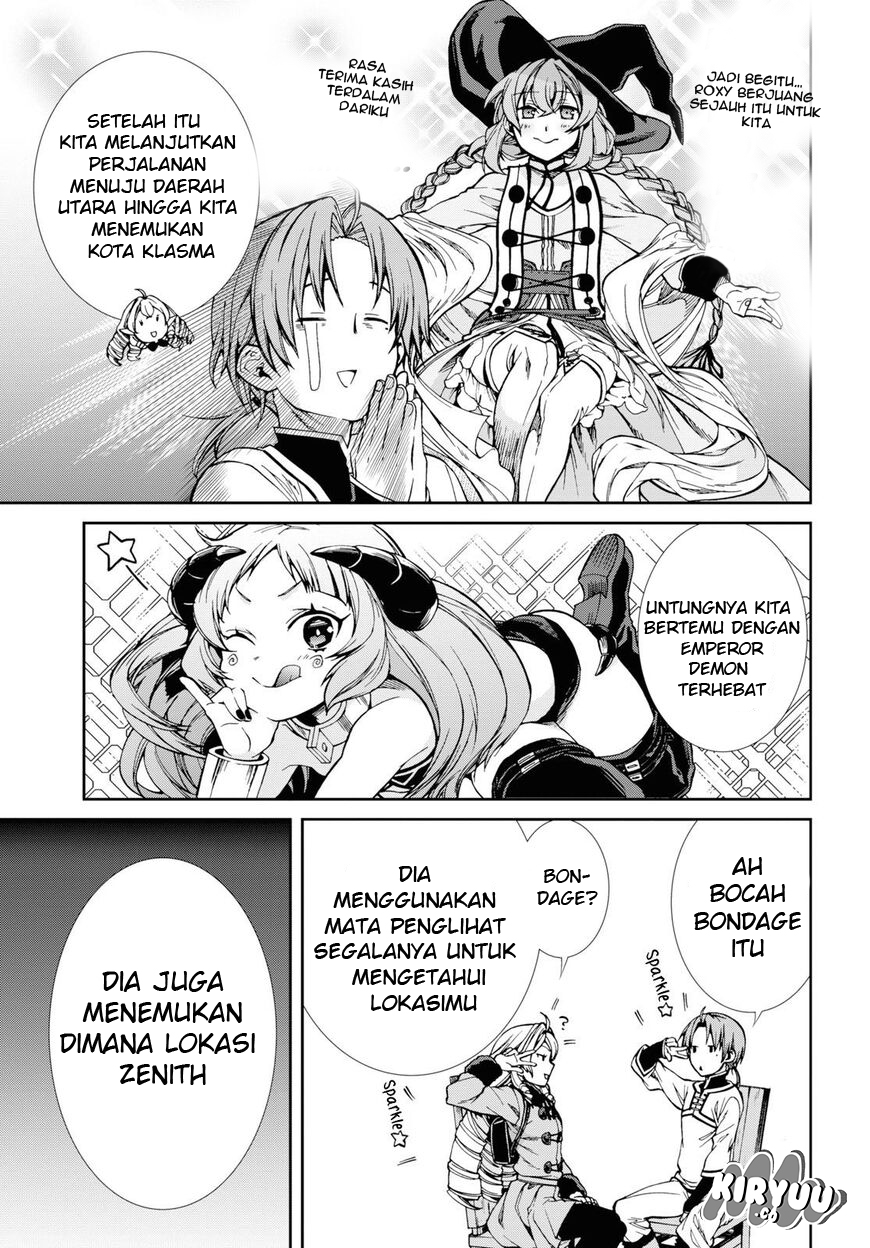 JADI BEGITU...
ROXY BERJUANG
SEJAUH ITU UNTUK
KITA
RASA
TERIMA KASIH
TERDALAM
DARIKU
SETELAH ITU
KITA MELANJUTKAN
PERJALANAN
MENUJU DAERAH
UTARA HINGGA KITA
MENEMUKAN
KOTA KLASMA
UNTUNGNYA KITA
BERTEMU DENGAN
EMPEROR
DEMON
TERHEBAT
AH
BOCAH
BONDAGE
ITU
Sparkle☆
BON-
DAGE?
?
DIA
MENGGUNAKAN
MATA PENGLIHAT
SEGALANYA UNTUK
MENGETAHUI
LOKASIMU
Sparkle☆
DIA JUGA
MENEMUKAN
DIMANA LOKASI
ZENITH
KIRYUU
.CO